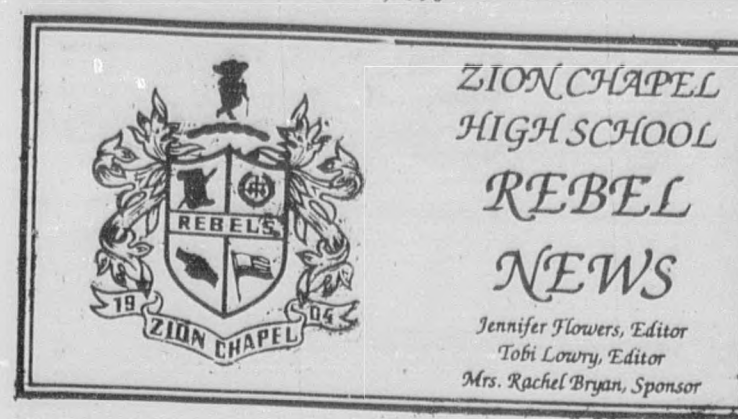 REBELS
19 04
ZION CHAPEL
ZION CHAPEL
HIGH SCHOOL
REBEL
NEWS
Jennifer Flowers, Editor
Tobi Lowry, Editor
Mrs. Rachel Bryan, Sponsor